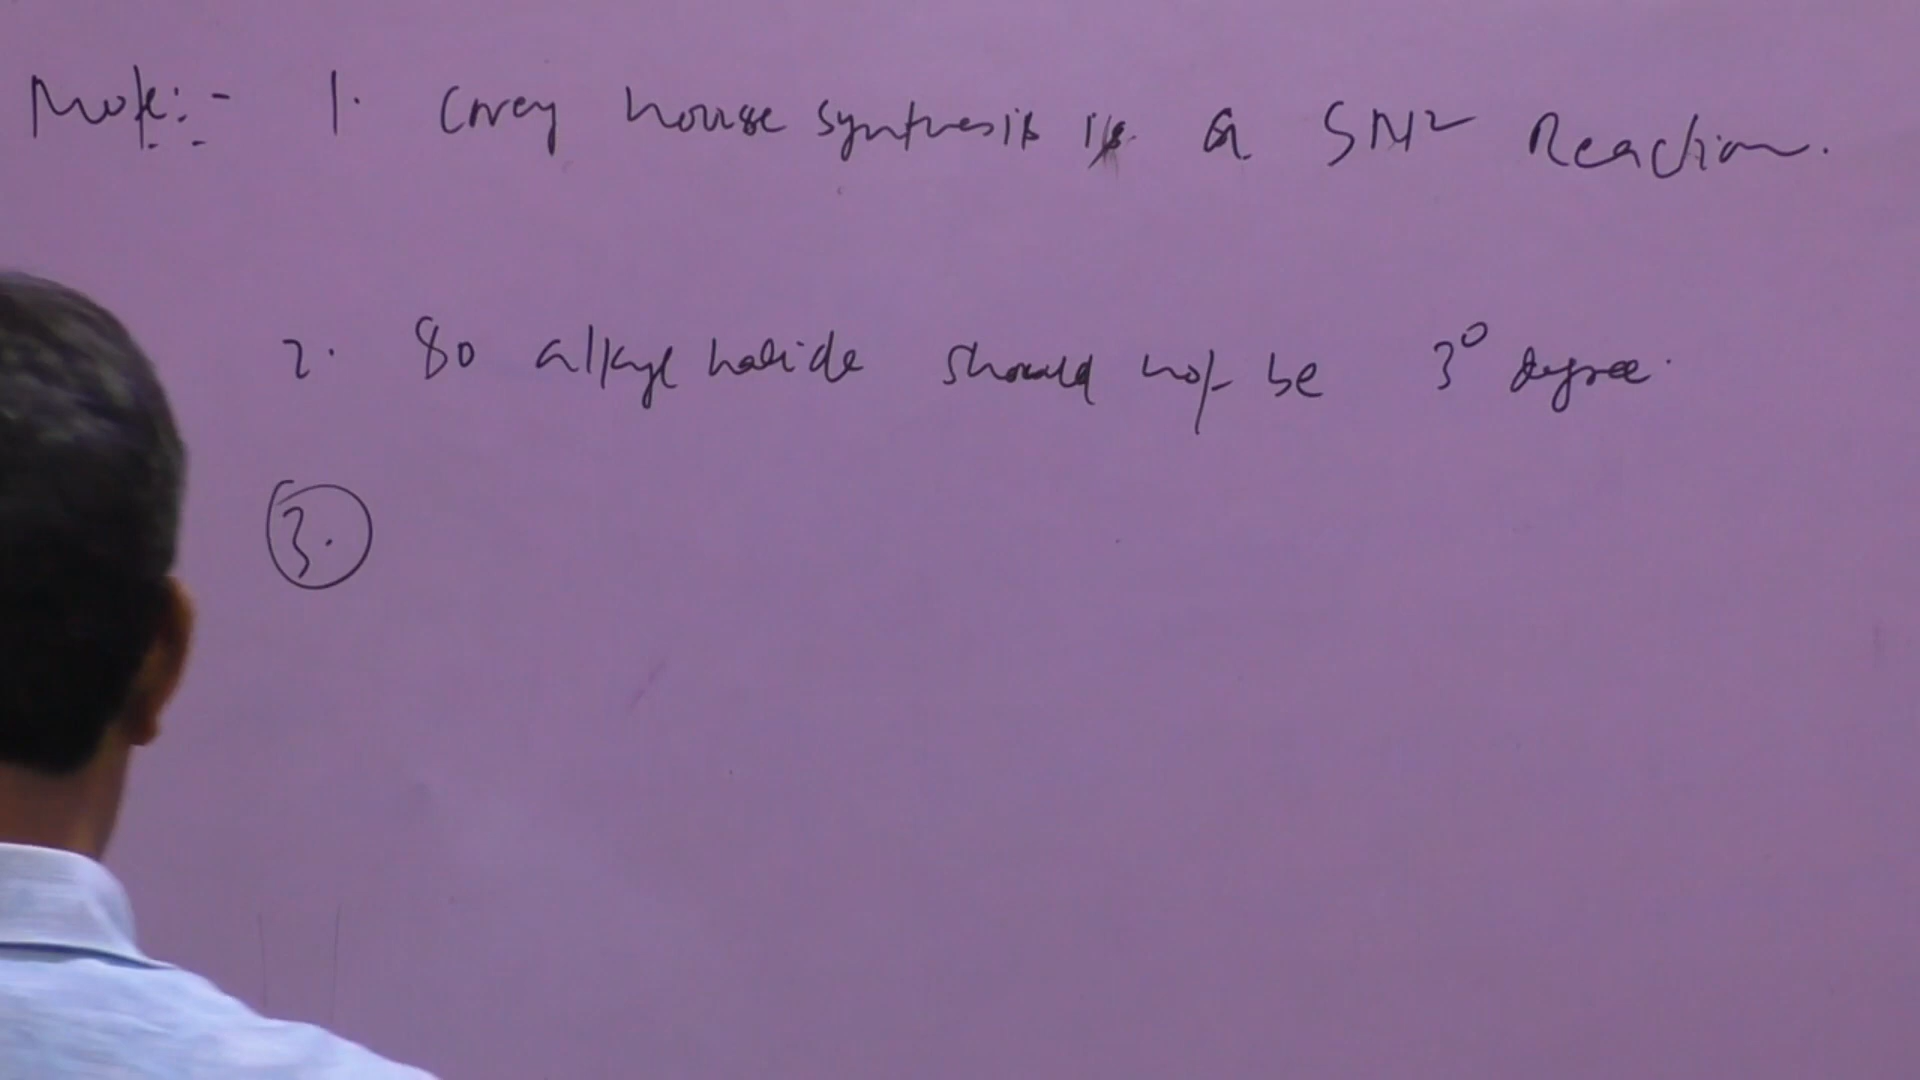 Note:- 1. Corey house synthesis is a SN2 Reaction.
2. So alkyl halide should not be 3° degree.
3.